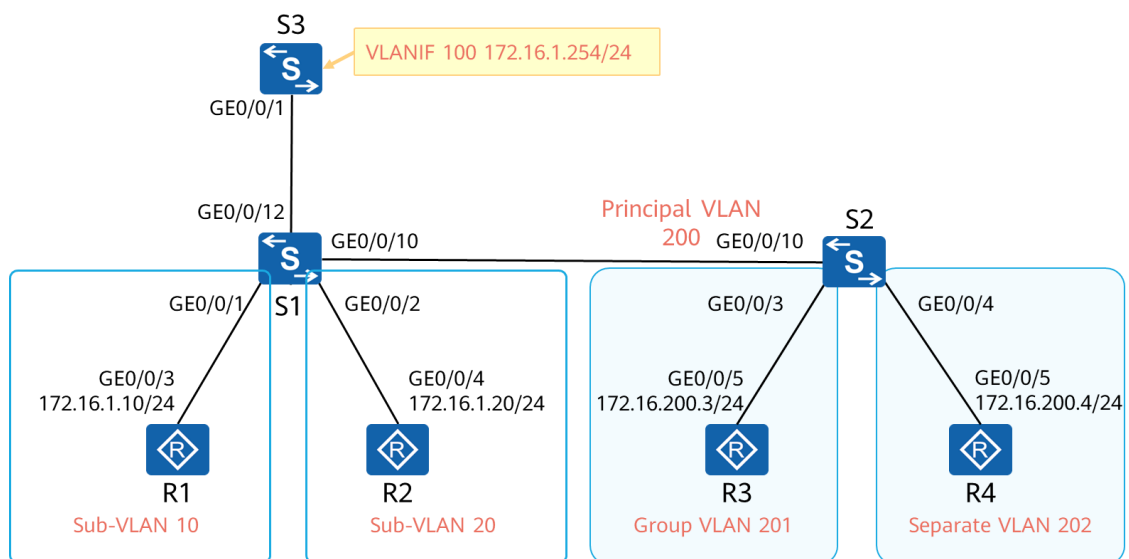 S3
VLANIF 100 172.16.1.254/24
S
GE0/0/1
GE0/0/12
Principal VLAN
200
S2
GE0/0/10
GE0/0/10
S
S
GE0/0/1
S1
GE0/0/2
GE0/0/3
GE0/0/4
GE0/0/3
172.16.1.10/24
GE0/0/4
172.16.1.20/24
GE0/0/5
172.16.200.3/24
GE0/0/5
172.16.200.4/24
R
R
R
R
R1
R2
R3
R4
Sub-VLAN 10
Sub-VLAN 20
Group VLAN 201
Separate VLAN 202